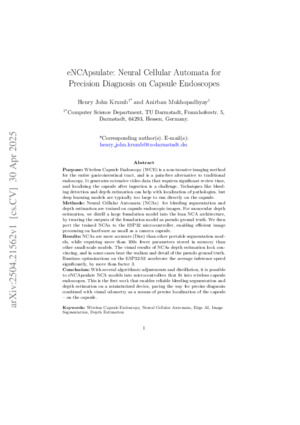 eNCApsulate: Neural Cellular Automata for
Precision Diagnosis on Capsule Endoscopes
Henry John Krumb1* and Anirban Mukhopadhyay1
1*Computer Science Department, TU Darmstadt, Fraunhoferstr. 5,
Darmstadt, 64293, Hessen, Germany.
*Corresponding author(s). E-mail(s):
henry_john.krumb@tu-darmstadt.de
Abstract
Purpose: Wireless Capsule Endoscopy (WCE) is a non-invasive imaging method
for the entire gastrointestinal tract, and is a pain-free alternative to traditional
endoscopy. It generates extensive video data that requires significant review time,
and localizing the capsule after ingestion is a challenge. Techniques like bleed-
ing detection and depth estimation can help with localization of pathologies, but
deep learning models are typically too large to run directly on the capsule.
Methods: Neural Cellular Automata (NCAs) for bleeding segmentation and
depth estimation are trained on capsule endoscopic images. For monocular depth
estimation, we distill a large foundation model into the lean NCA architecture,
by treating the outputs of the foundation model as pseudo ground truth. We then
port the trained NCAs to the ESP32 microcontroller, enabling efficient image
processing on hardware as small as a camera capsule.
Results: NCAs are more accurate (Dice) than other portable segmentation mod-
els, while requiring more than 100x fewer parameters stored in memory than
other small-scale models. The visual results of NCAs depth estimation look con-
vincing, and in some cases beat the realism and detail of the pseudo ground truth.
Runtime optimizations on the ESP32-S3 accelerate the average inference speed
significantly, by more than factor 3.
Conclusion: With several algorithmic adjustments and distillation, it is possible
to eNCApsulate NCA models into microcontrollers that fit into wireless capsule
endoscopes. This is the first work that enables reliable bleeding segmentation and
depth estimation on a miniaturized device, paving the way for precise diagnosis
combined with visual odometry as a means of precise localization of the capsule
– on the capsule.
Keywords: Wireless Capsule Endoscopy, Neural Cellular Automata, Edge AI, Image
Segmentation, Depth Estimation
1
arXiv:2504.21562v1 [cs.CV] 30 Apr 2025